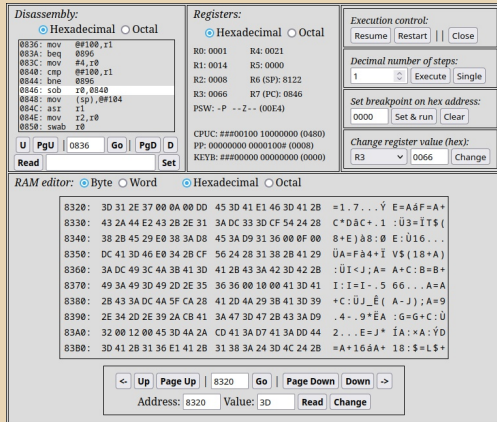 Disassembly:
Hexadecimal Octal
0836: mov @#100,r1
083A: beq 0896
083C: mov #4,r0
0840: cmp @#100,r1
0844: bne 0896
0846: sob r0,0840
0848: mov (sp),@#104
084C: asr r1
084E: mov r2,r0
0850: swab r0
U PgU | 0836 Go | PgD D
Read Set
Registers:
Hexadecimal Octal
R0: 0001 R4: 0021
R1: 0014 R5: 0000
R2: 0008 R6 (SP): 8122
R3: 0066 R7 (PC): 0846
PSW: -P --Z-- (00E4)
CPUC: ###00100 10000000 (0480)
PP: 00000000 0000100# (0008)
KEYB: ###00000 00000000 (0000)
Execution control:
Resume Restart || Close
Decimal number of steps:
1 Execute Single
Set breakpoint on hex address:
0000 Set & run Clear
Change register value (hex):
R3 0066 Change
RAM editor: Byte Word Hexadecimal Octal
8320: 3D 31 2E 37 00 0A 00 DD 45 3D 41 E1 46 3D 41 2B =1.7...Ý E=AáF=A+
8330: 43 2A 44 E2 43 2B 2E 31 3A DC 33 3D CF 54 24 28 C*DâC+.1 :Ü3=ÏT$(
8340: 38 2B 45 29 E0 38 3A D8 45 3A D9 31 36 00 0F 00 8+E)à8:Ø E:Ù16...
8350: DC 41 3D 46 E0 34 2B CF 56 24 28 31 38 2B 41 29 ÜA=Fà4+Ï V$(18+A)
8360: 3A DC 49 3C 4A 3B 41 3D 41 2B 43 3A 42 3D 42 2B :ÜI<J;A= A+C:B=B+
8370: 49 3A 49 3D 49 2D 2E 35 36 36 00 10 00 41 3D 41 I:I=I-.5 66...A=A
8380: 2B 43 3A DC 4A 5F CA 28 41 2D 4A 29 3B 41 3D 39 +C:ÜJ_Ê( A-J);A=9
8390: 2E 34 2D 2E 39 2A CB 41 3A 47 3D 47 2B 43 3A D9 .4-.9*ËA :G=G+C:Ù
83A0: 32 00 12 00 45 3D 4A 2A CD 41 3A D7 41 3A DD 44 2...E=J* ÍA:×A:ÝD
83B0: 3D 41 2B 31 36 E1 41 2B 31 38 3A 24 3D 4C 24 2B =A+16áA+ 18:$=L$+
<- Up Page Up | 8320 Go | Page Down Down ->
Address: 8320 Value: 3D Read Change